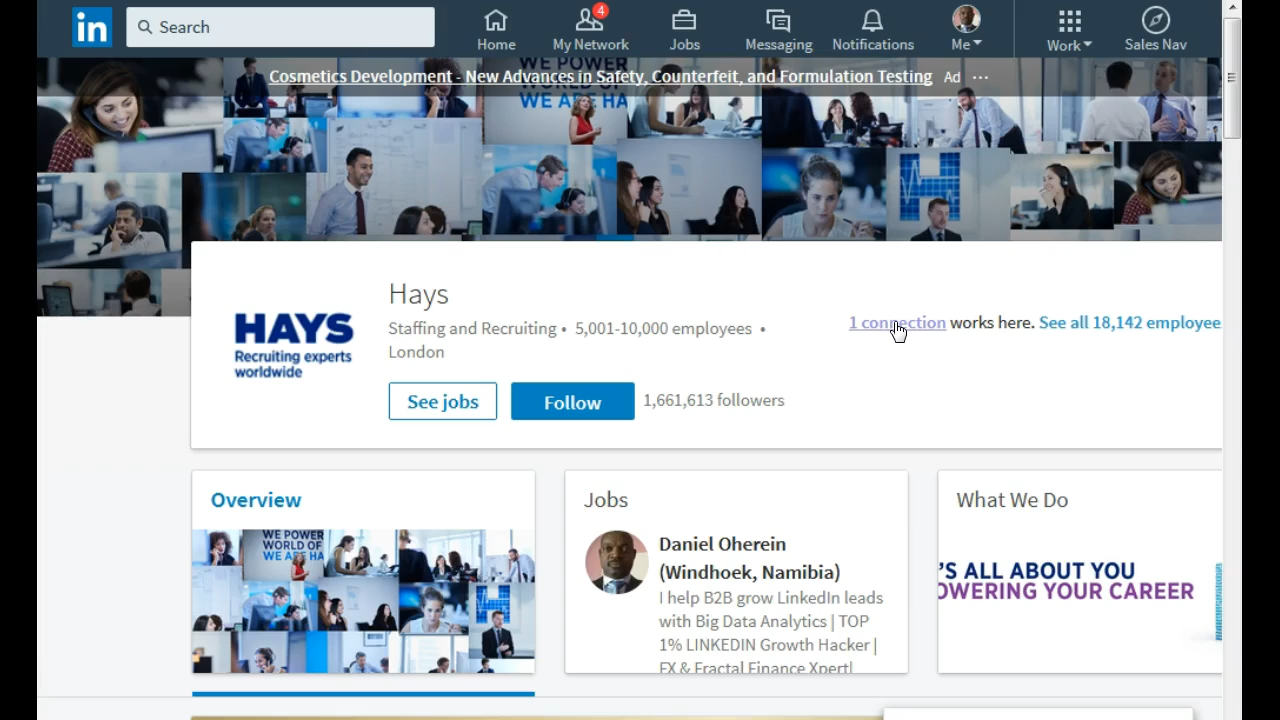 in
Search
Home
4
My Network
Jobs
Messaging
Notifications
Me
Work
Sales Nav
Cosmetics Development - New Advances in Safety, Counterfeit, and Formulation Testing Ad ...
WE POWER
WORLD OF
WE ARE HA
HAYS
Recruiting experts
worldwide
Hays
Staffing and Recruiting • 5,001-10,000 employees •
London
1 connection works here. See all 18,142 employee
See jobs
Follow
1,661,613 followers
Overview
WE POWER
WORLD OF
WE ARE HA
Jobs
Daniel Oherein
(Windhoek, Namibia)
I help B2B grow LinkedIn leads
with Big Data Analytics | TOP
1% LINKEDIN Growth Hacker |
FX & Fractal Finance Xpert|
What We Do
'S ALL ABOUT YOU
OWERING YOUR CAREER